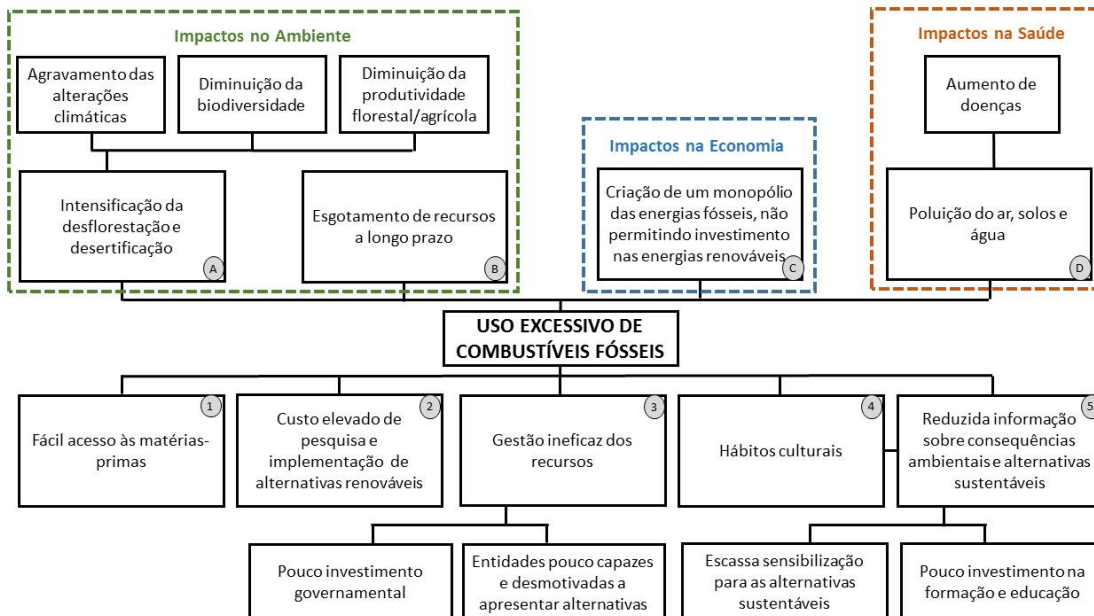 Impactos no Ambiente
Agravamento das
alterações
climáticas
Diminuição da
biodiversidade
Diminuição da
produtividade
florestal/agrícola
Intensificação da
desflorestação e
desertificação
A
Esgotamento de recursos
a longo prazo
B
Impactos na Economia
Criação de um monopólio
das energias fósseis, não
permitindo investimento
nas energias renováveis
C
Impactos na Saúde
Aumento de
doenças
Poluição do ar, solos e
água
D
USO EXCESSIVO DE
COMBUSTÍVEIS FÓSSEIS
1
Fácil acesso às matérias-
primas
2
Custo elevado de
pesquisa e
implementação de
alternativas renováveis
3
Gestão ineficaz dos
recursos
4
Hábitos culturais
5
Reduzida informação
sobre consequências
ambientais e alternativas
sustentáveis
Pouco investimento
governamental
Entidades pouco capazes
e desmotivadas a
apresentar alternativas
Escassa sensibilização
para as alternativas
sustentáveis
Pouco investimento na
formação e educação